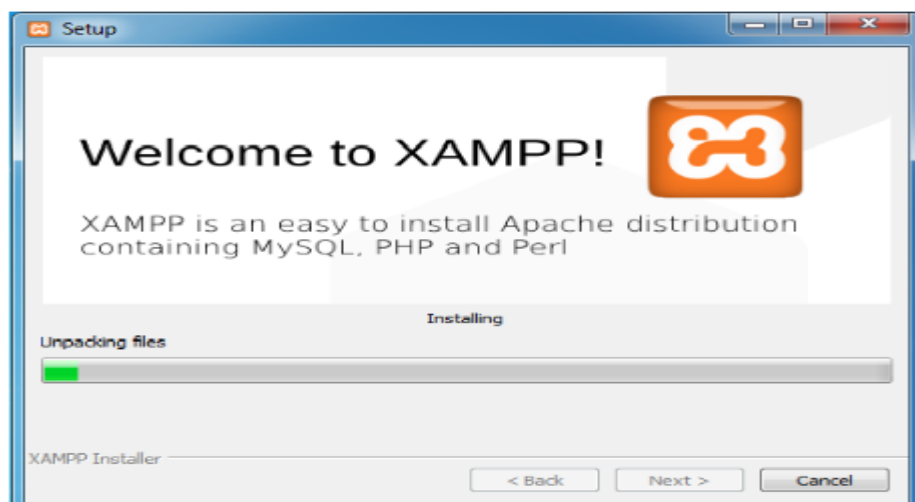 Setup
Welcome to XAMPP!
XAMPP is an easy to install Apache distribution
containing MySQL, PHP and Perl
Installing
Unpacking files
XAMPP Installer
< Back Next > Cancel